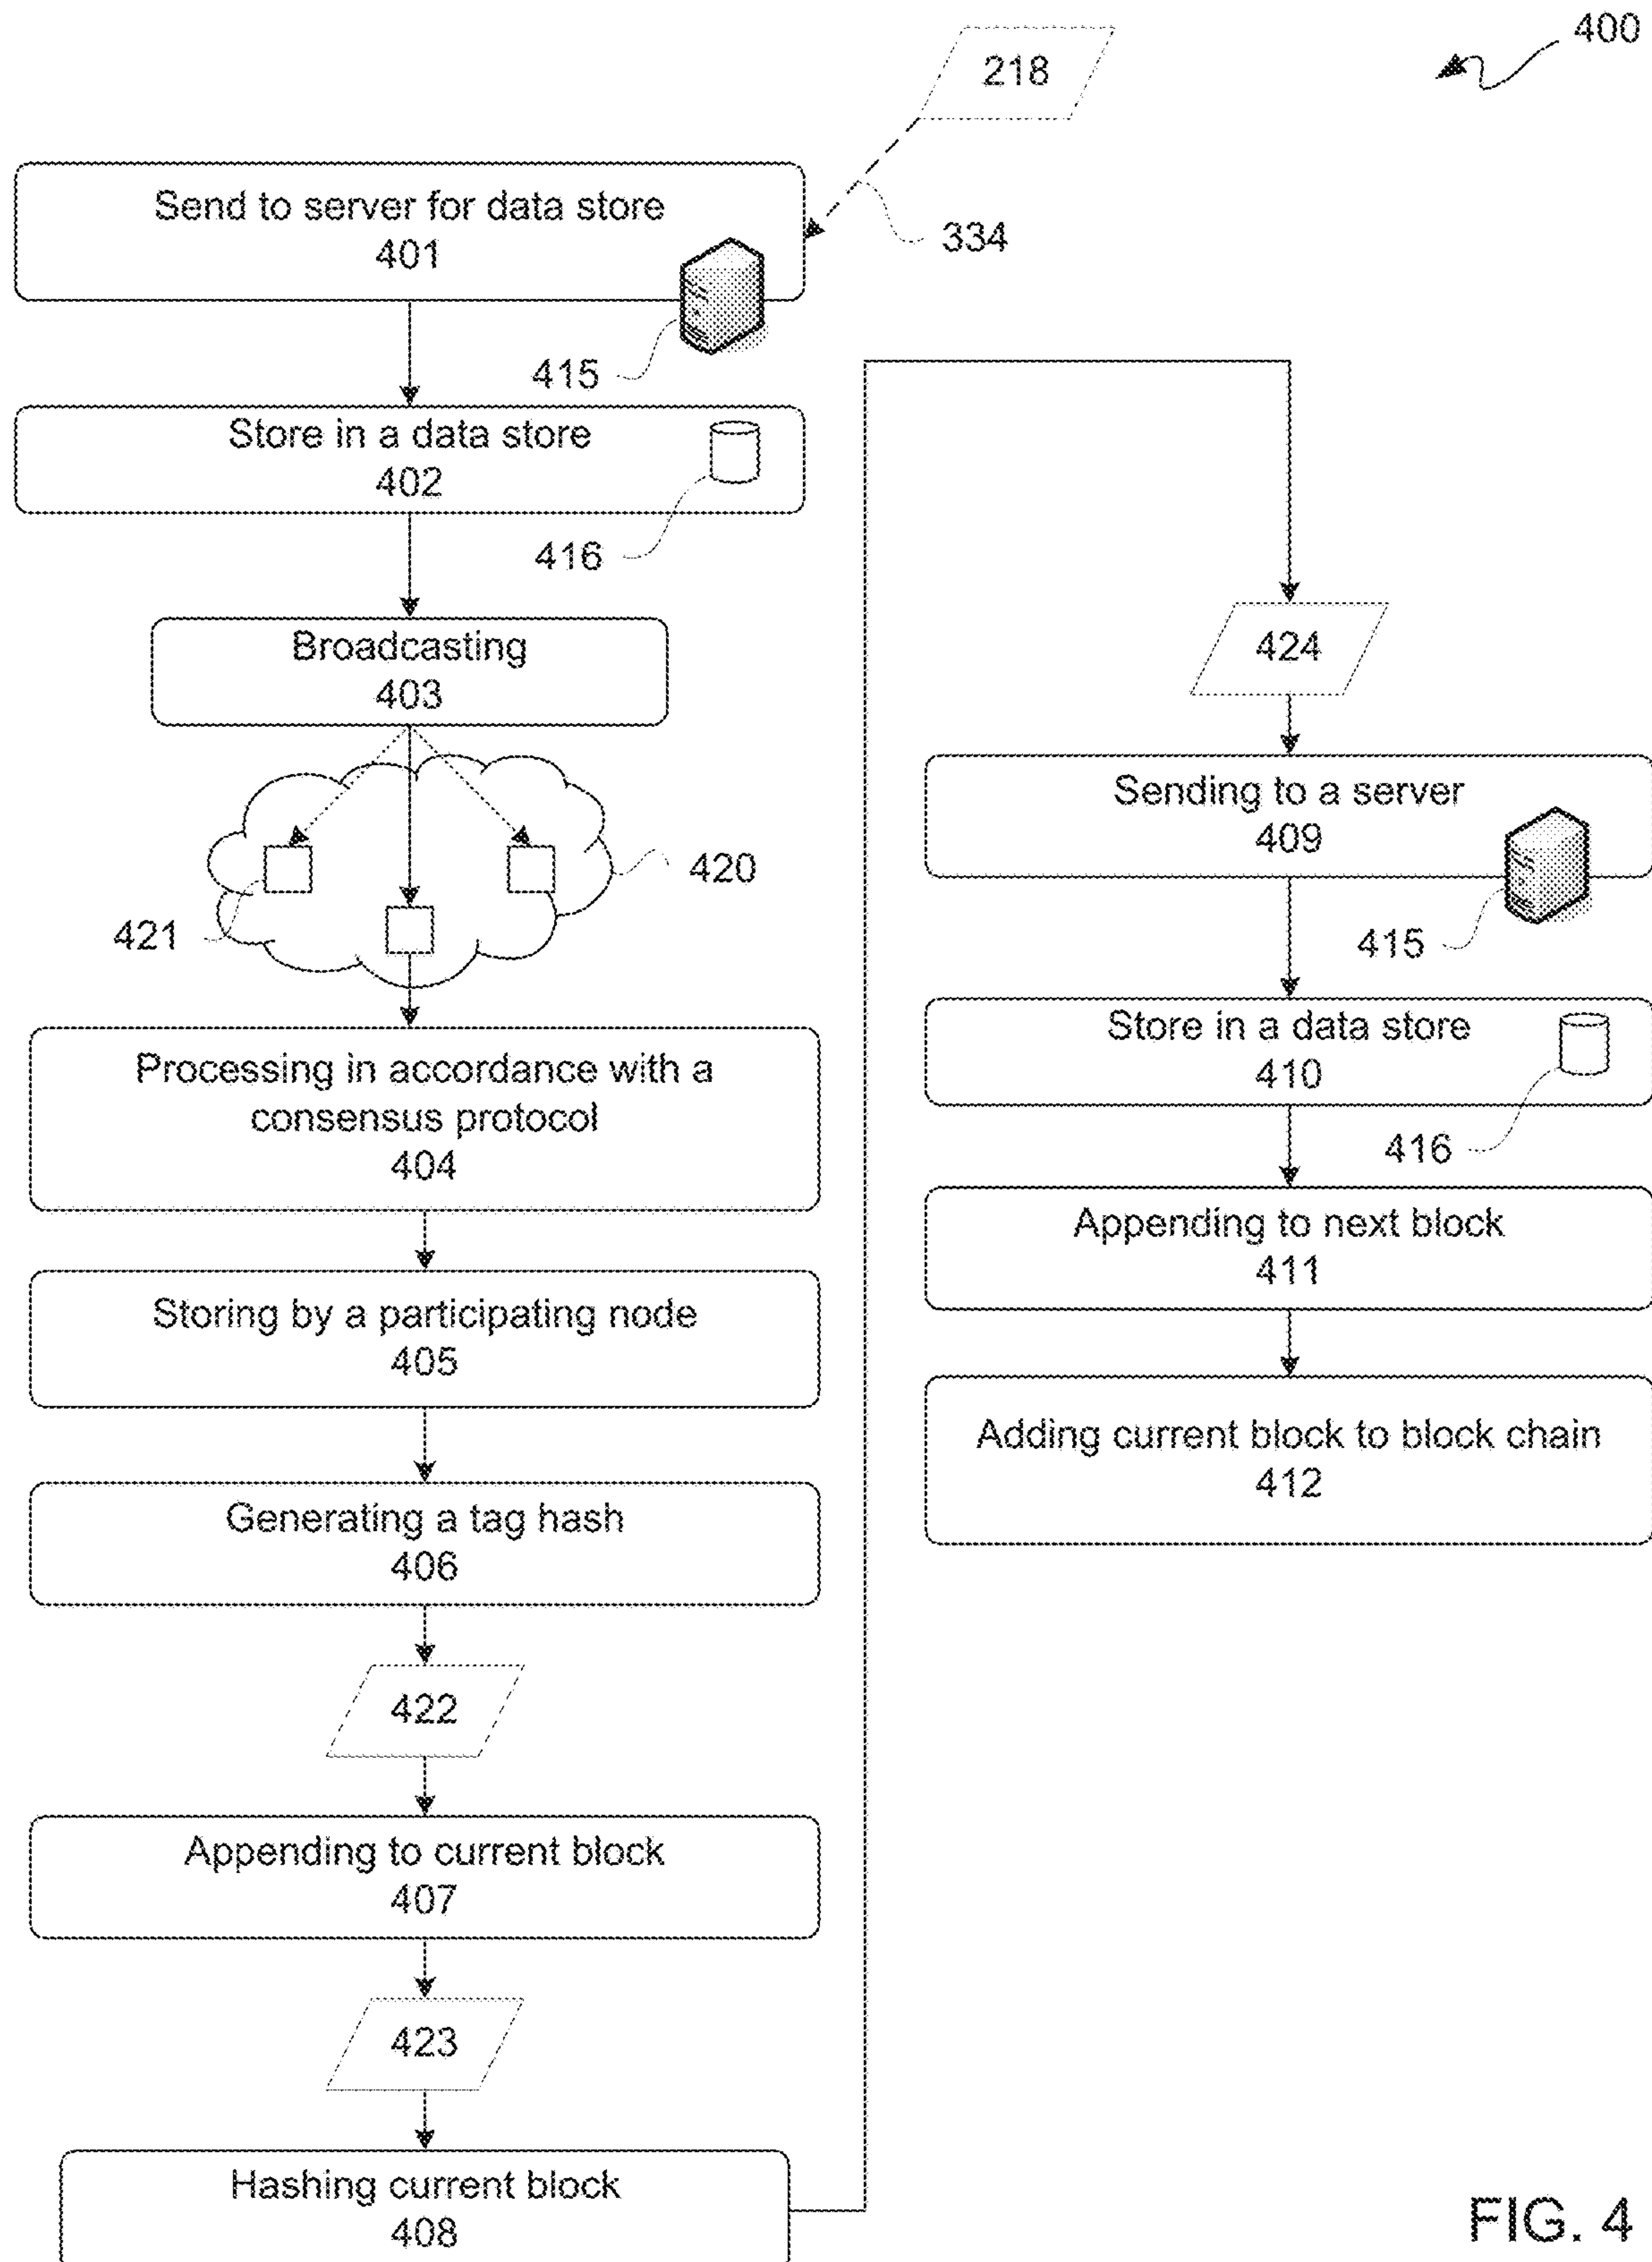 400
218
Send to server for data store
401
334
415
Store in a data store
402
416
Broadcasting
403
420
421
Processing in accordance with a
consensus protocol
404
Storing by a participating node
405
Generating a tag hash
406
422
Appending to current block
407
423
Hashing current block
408
424
Sending to a server
409
415
Store in a data store
410
416
Appending to next block
411
Adding current block to block chain
412
FIG. 4